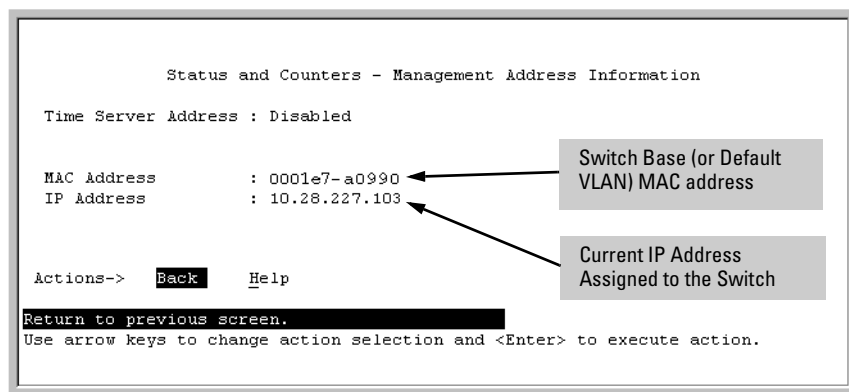 Status and Counters - Management Address Information
Time Server Address : Disabled
MAC Address : 0001e7-a0990
IP Address : 10.28.227.103
Switch Base (or Default
VLAN) MAC address
Current IP Address
Assigned to the Switch
Actions-> Back Help
Return to previous screen.
Use arrow keys to change action selection and <Enter> to execute action.